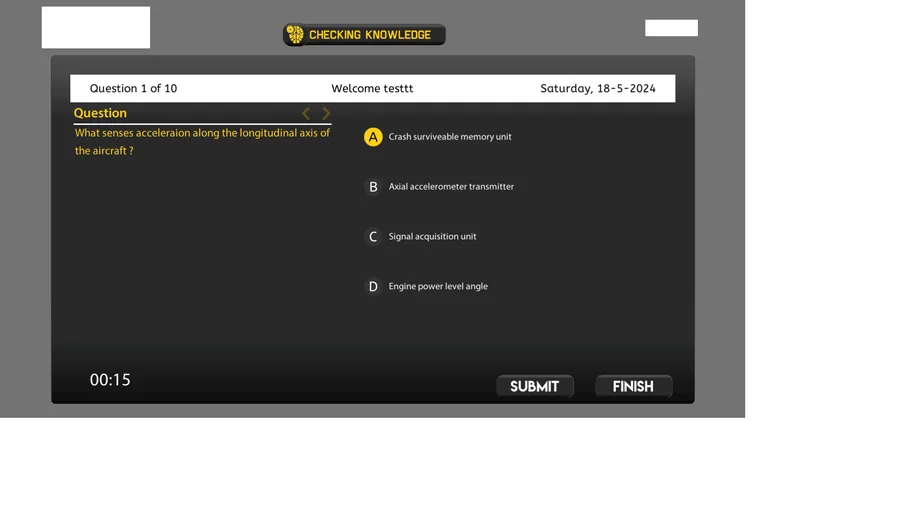 CHECKING KNOWLEDGE
Question 1 of 10
Welcome testtt
Saturday, 18-5-2024
Question
What senses acceleraion along the longitudinal axis of
the aircraft ?
A Crash surviveable memory unit
B Axial accelerometer transmitter
C Signal acquisition unit
D Engine power level angle
00:15
SUBMIT
FINISH